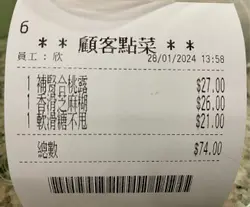 6
** 顧客點菜 **
員工：欣 28/01/2024 13:58
1 補腎合桃露 $27.00
1 香滑芝麻糊 $26.00
1 軟滑糖不甩 $21.00
總數 $74.00